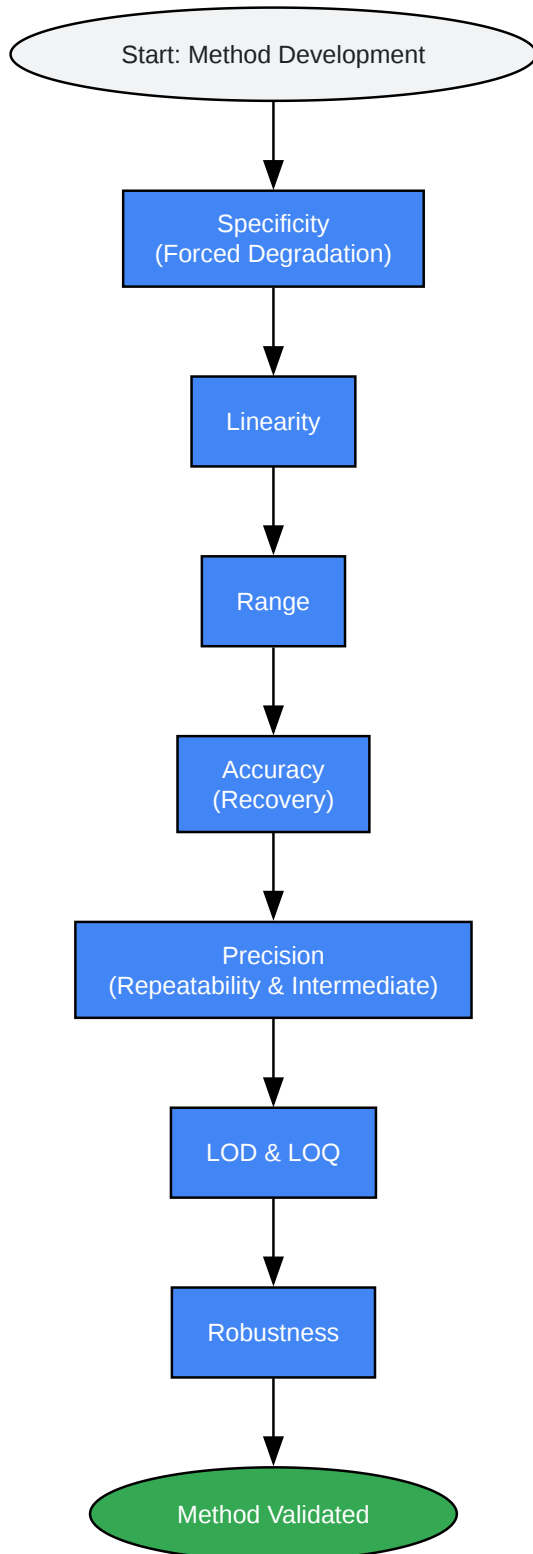 Start: Method Development
Specificity
(Forced Degradation)
Linearity
Range
Accuracy
(Recovery)
Precision
(Repeatability & Intermediate)
LOD & LOQ
Robustness
Method Validated